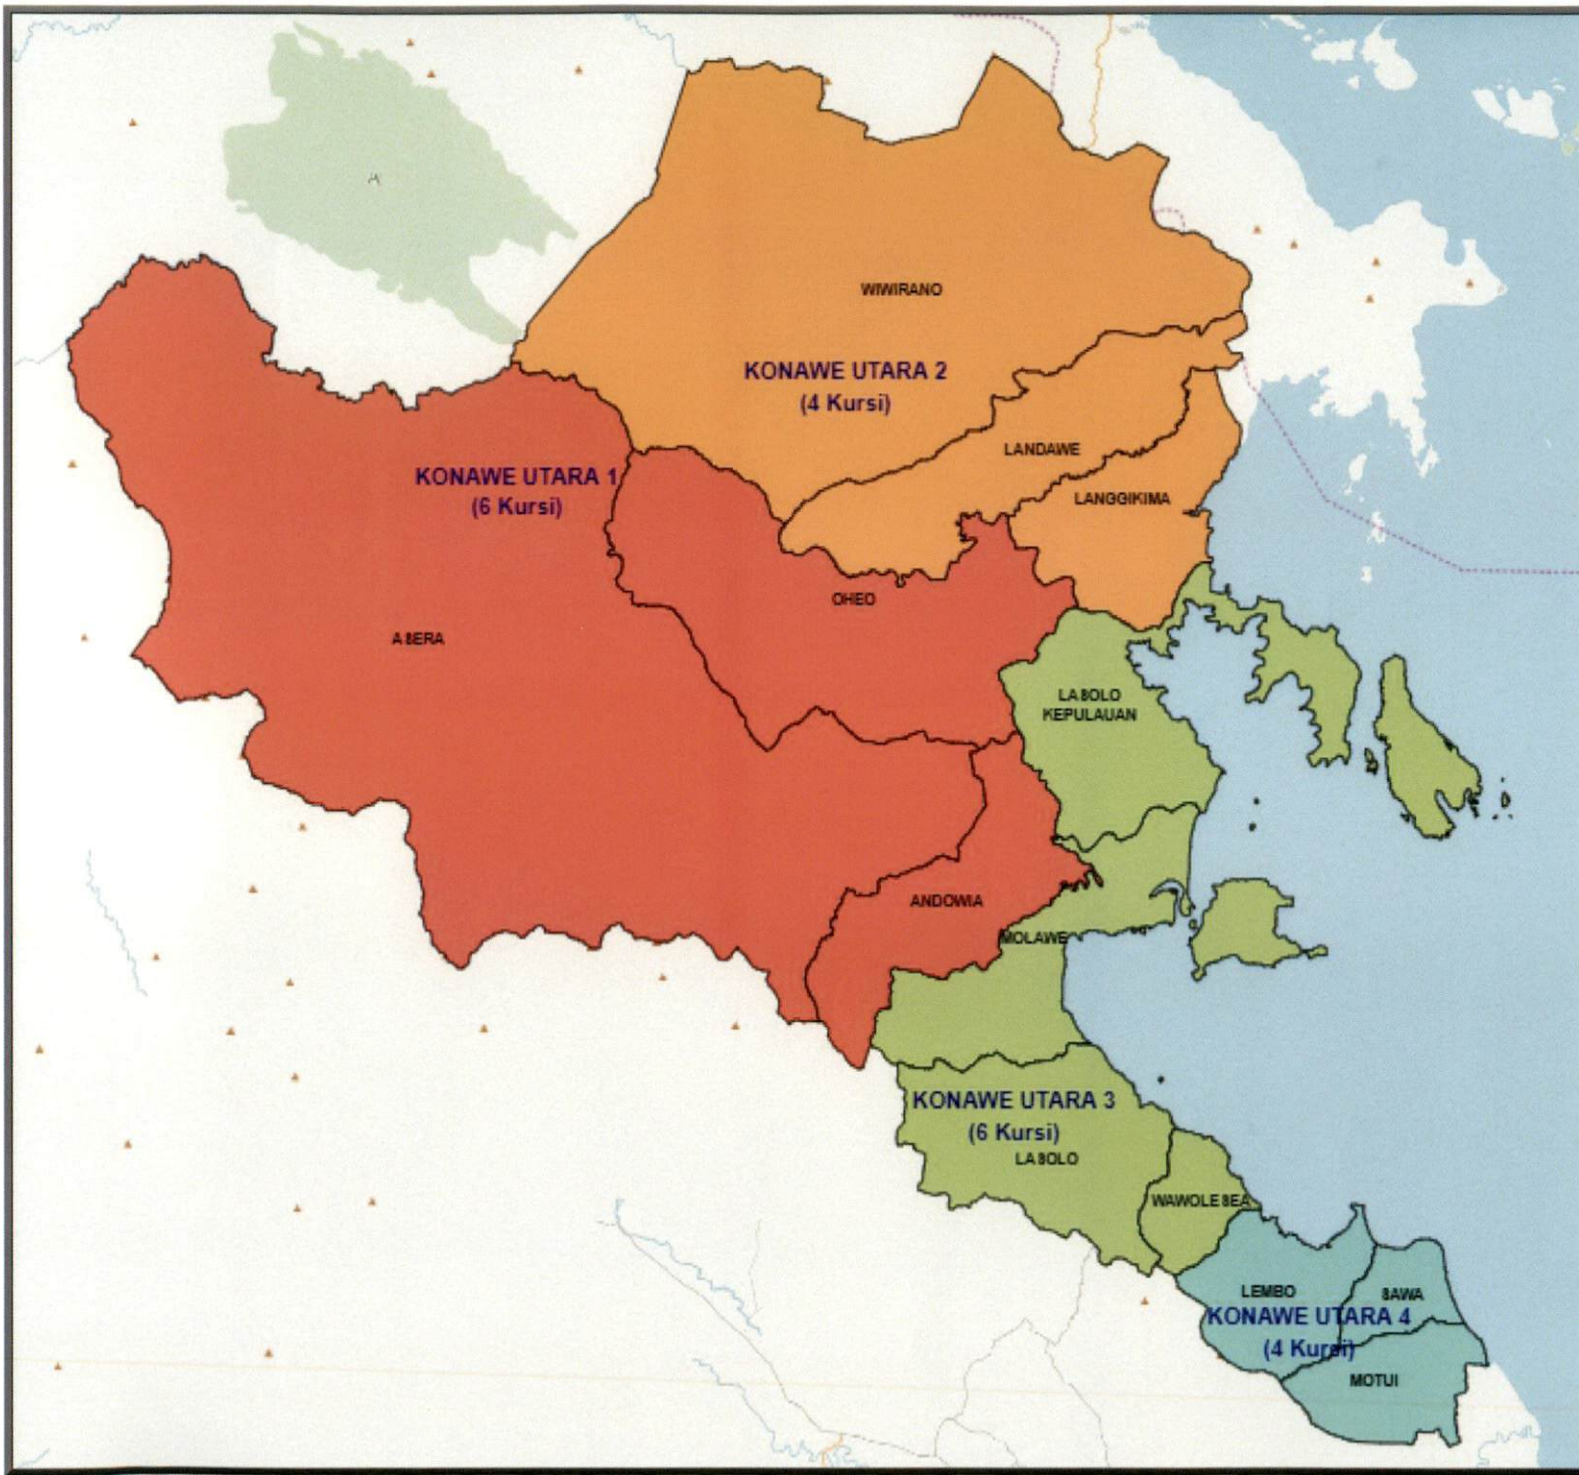 WIWIRANO
KONAWE UTARA 2
(4 Kursi)
LANDAWE
KONAWE UTARA 1
(6 Kursi)
LANGGIKIMA
OHEO
ASERA
LASOLO
KEPULAUAN
ANDOWIA
MOLAWE
KONAWE UTARA 3
(6 Kursi)
LASOLO
WAWOLESEA
LEMBO
SAWA
KONAWE UTARA 4
(4 Kursi)
MOTUI